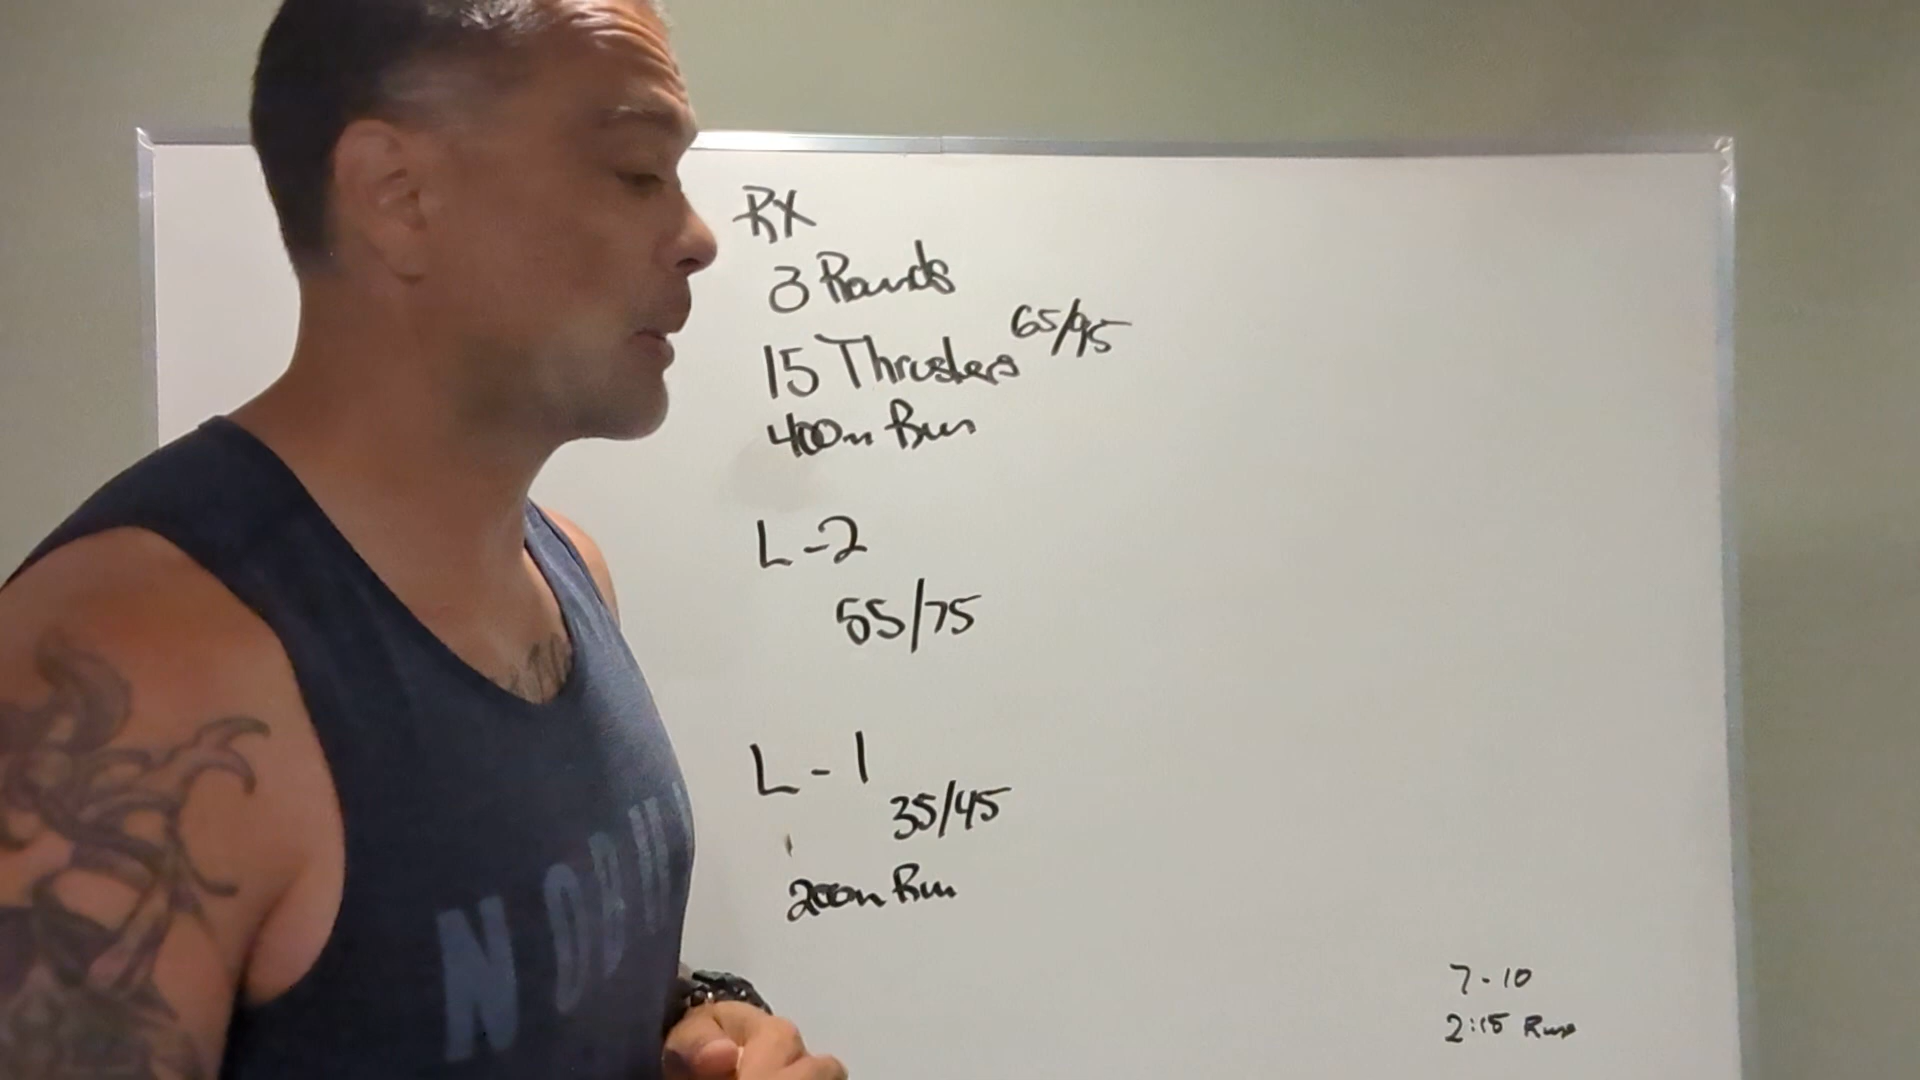 RX
3 Rounds
15 Thrusters 65/95
400m Run
L-2
55/75
L-1
35/45
200m Run
7-10
2:15 Run
NOBU